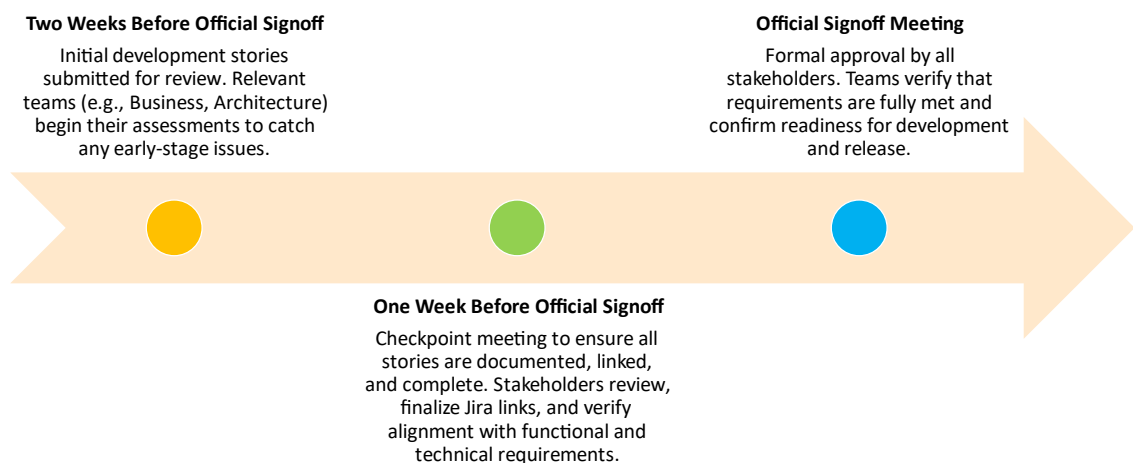 Two Weeks Before Official Signoff
Initial development stories
submitted for review. Relevant
teams (e.g., Business, Architecture)
begin their assessments to catch
any early-stage issues.
One Week Before Official Signoff
Checkpoint meeting to ensure all
stories are documented, linked,
and complete. Stakeholders review,
finalize Jira links, and verify
alignment with functional and
technical requirements.
Official Signoff Meeting
Formal approval by all
stakeholders. Teams verify that
requirements are fully met and
confirm readiness for development
and release.